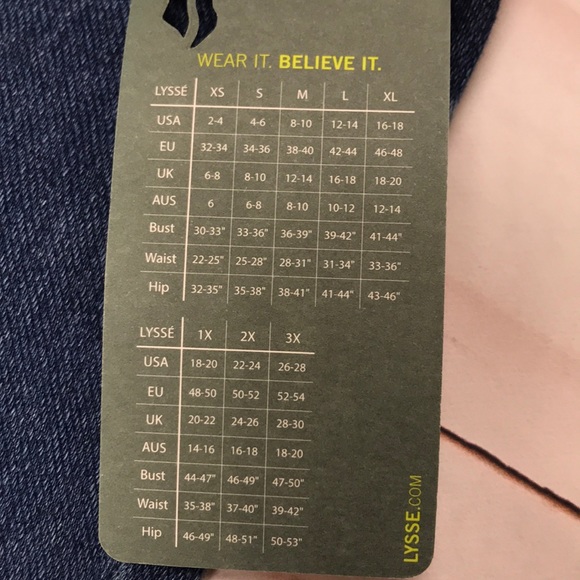 WEAR IT. BELIEVE IT.
LYSSÉ XS S M L XL
USA 2-4 4-6 8-10 12-14 16-18
EU 32-34 34-36 38-40 42-44 46-48
UK 6-8 8-10 12-14 16-18 18-20
AUS 6 6-8 8-10 10-12 12-14
Bust 30-33" 33-36" 36-39" 39-42" 41-44"
Waist 22-25" 25-28" 28-31" 31-34" 33-36"
Hip 32-35" 35-38" 38-41" 41-44" 43-46"
LYSSÉ 1X 2X 3X
USA 18-20 22-24 26-28
EU 48-50 50-52 52-54
UK 20-22 24-26 28-30
AUS 14-16 16-18 18-20
Bust 44-47" 46-49" 47-50"
Waist 35-38" 37-40" 39-42"
Hip 46-49" 48-51" 50-53"
LYSSE.COM